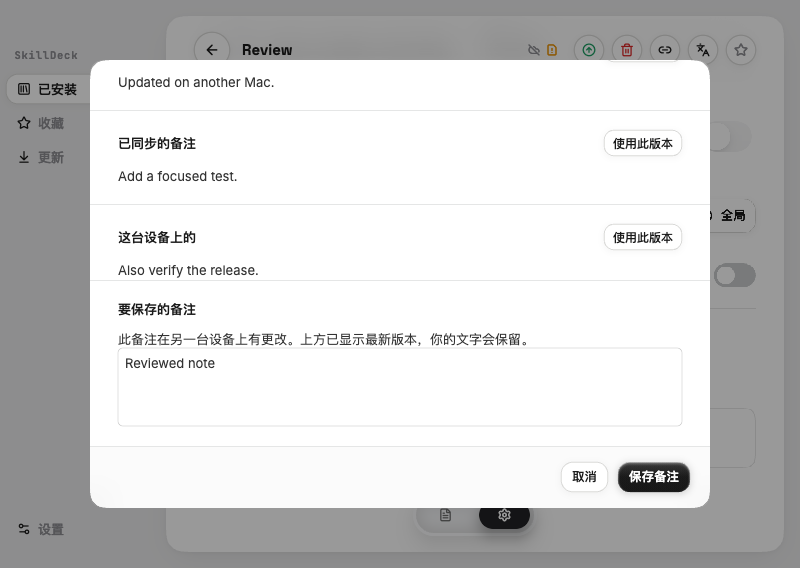 SkillDeck
Review
已安装
收藏
更新
全局
Updated on another Mac.
已同步的备注
使用此版本
Add a focused test.
这台设备上的
使用此版本
Also verify the release.
要保存的备注
此备注在另一台设备上有更改。上方已显示最新版本，你的文字会保留。
Reviewed note
取消
保存备注
设置